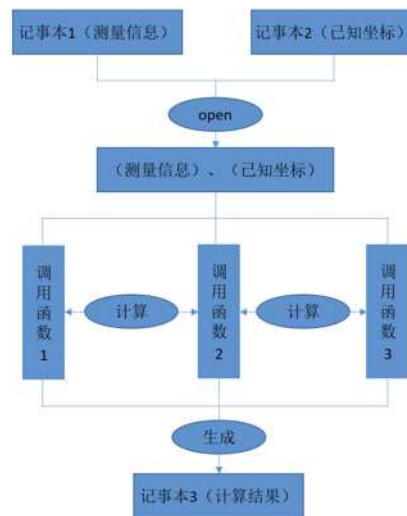 记事本1（测量信息）
记事本2（已知坐标）
open
（测量信息）、（已知坐标）
调用函数1
计算
调用函数2
计算
调用函数3
生成
记事本3（计算结果）